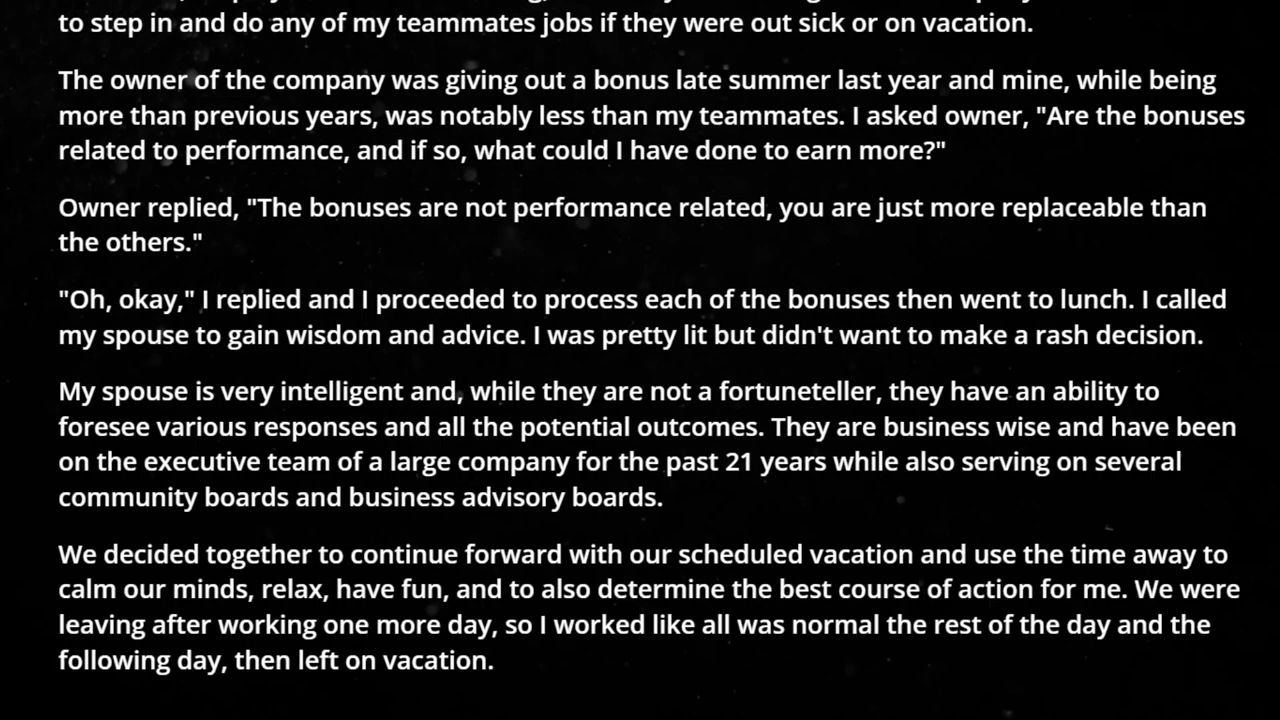 to step in and do any of my teammates jobs if they were out sick or on vacation.
The owner of the company was giving out a bonus late summer last year and mine, while being
more than previous years, was notably less than my teammates. I asked owner, "Are the bonuses
related to performance, and if so, what could I have done to earn more?"
Owner replied, "The bonuses are not performance related, you are just more replaceable than
the others."
"Oh, okay," I replied and I proceeded to process each of the bonuses then went to lunch. I called
my spouse to gain wisdom and advice. I was pretty lit but didn't want to make a rash decision.
My spouse is very intelligent and, while they are not a fortuneteller, they have an ability to
foresee various responses and all the potential outcomes. They are business wise and have been
on the executive team of a large company for the past 21 years while also serving on several
community boards and business advisory boards.
We decided together to continue forward with our scheduled vacation and use the time away to
calm our minds, relax, have fun, and to also determine the best course of action for me. We were
leaving after working one more day, so I worked like all was normal the rest of the day and the
following day, then left on vacation.